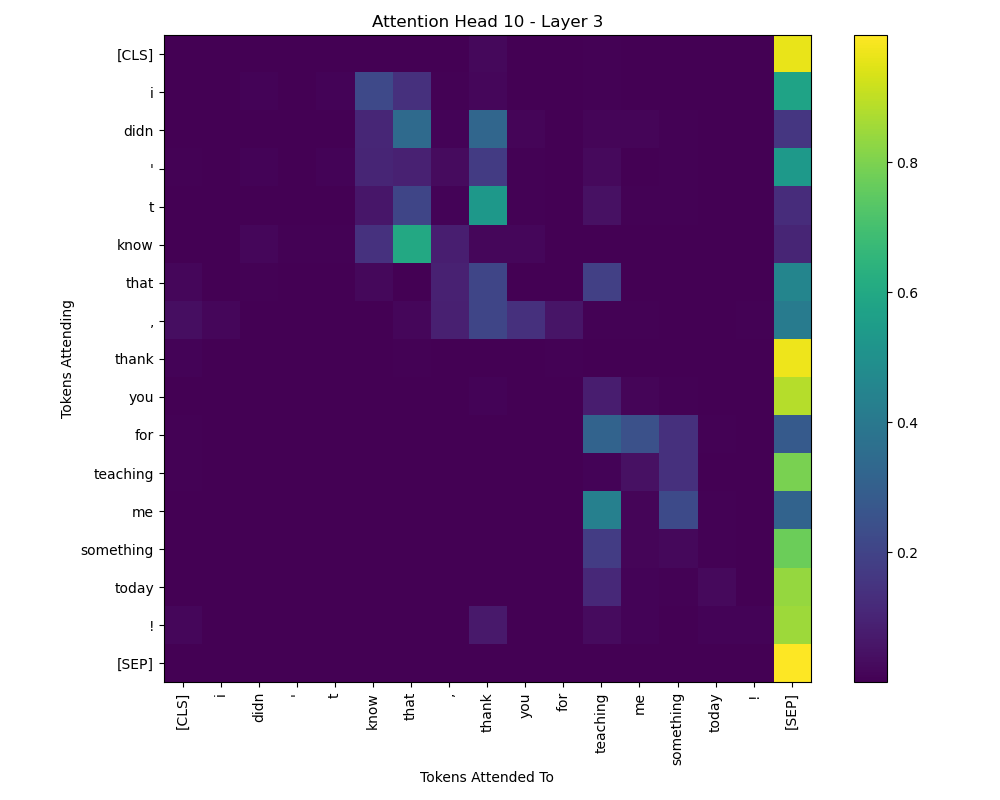 Attention Head 10 - Layer 3
Tokens Attending
[CLS]
i
didn
'
t
know
that
,
thank
you
for
teaching
me
something
today
!
[SEP]
0.8
0.6
0.4
0.2
[CLS]
i
didn
'
t
know
that
,
thank
you
for
teaching
me
something
today
!
[SEP]
Tokens Attended To